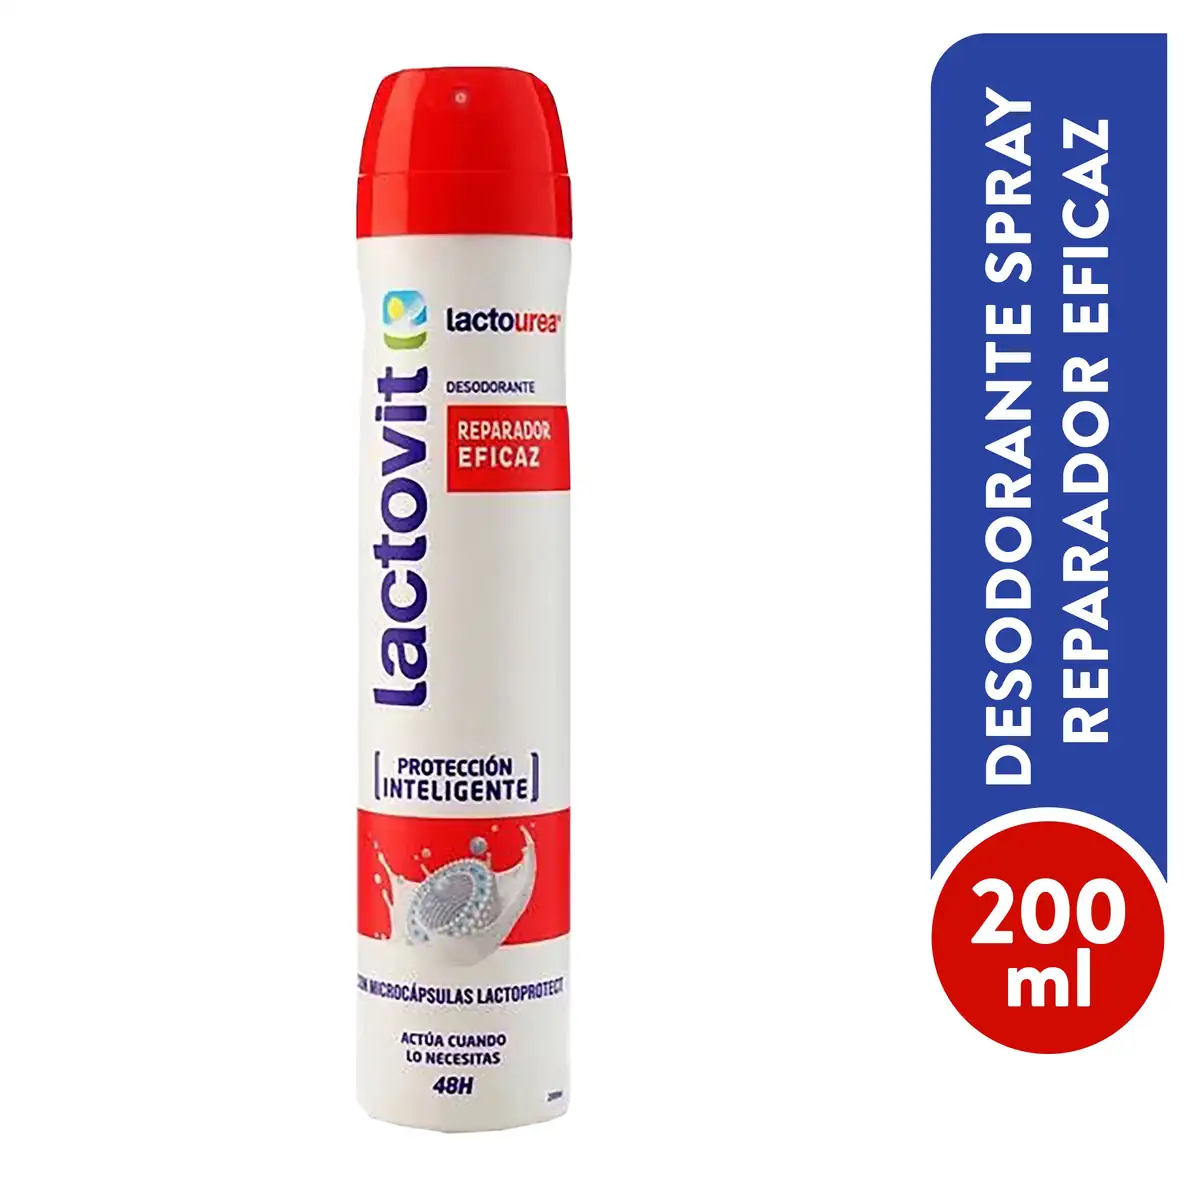 lactovit
lactourea
DESODORANTE
REPARADOR
EFICAZ
[PROTECCIÓN
INTELIGENTE]
CON MICROCÁPSULAS LACTOPROTECT
ACTÚA CUANDO
LO NECESITAS
48H
200ml
DESODORANTE SPRAY
REPARADOR EFICAZ
200
ml